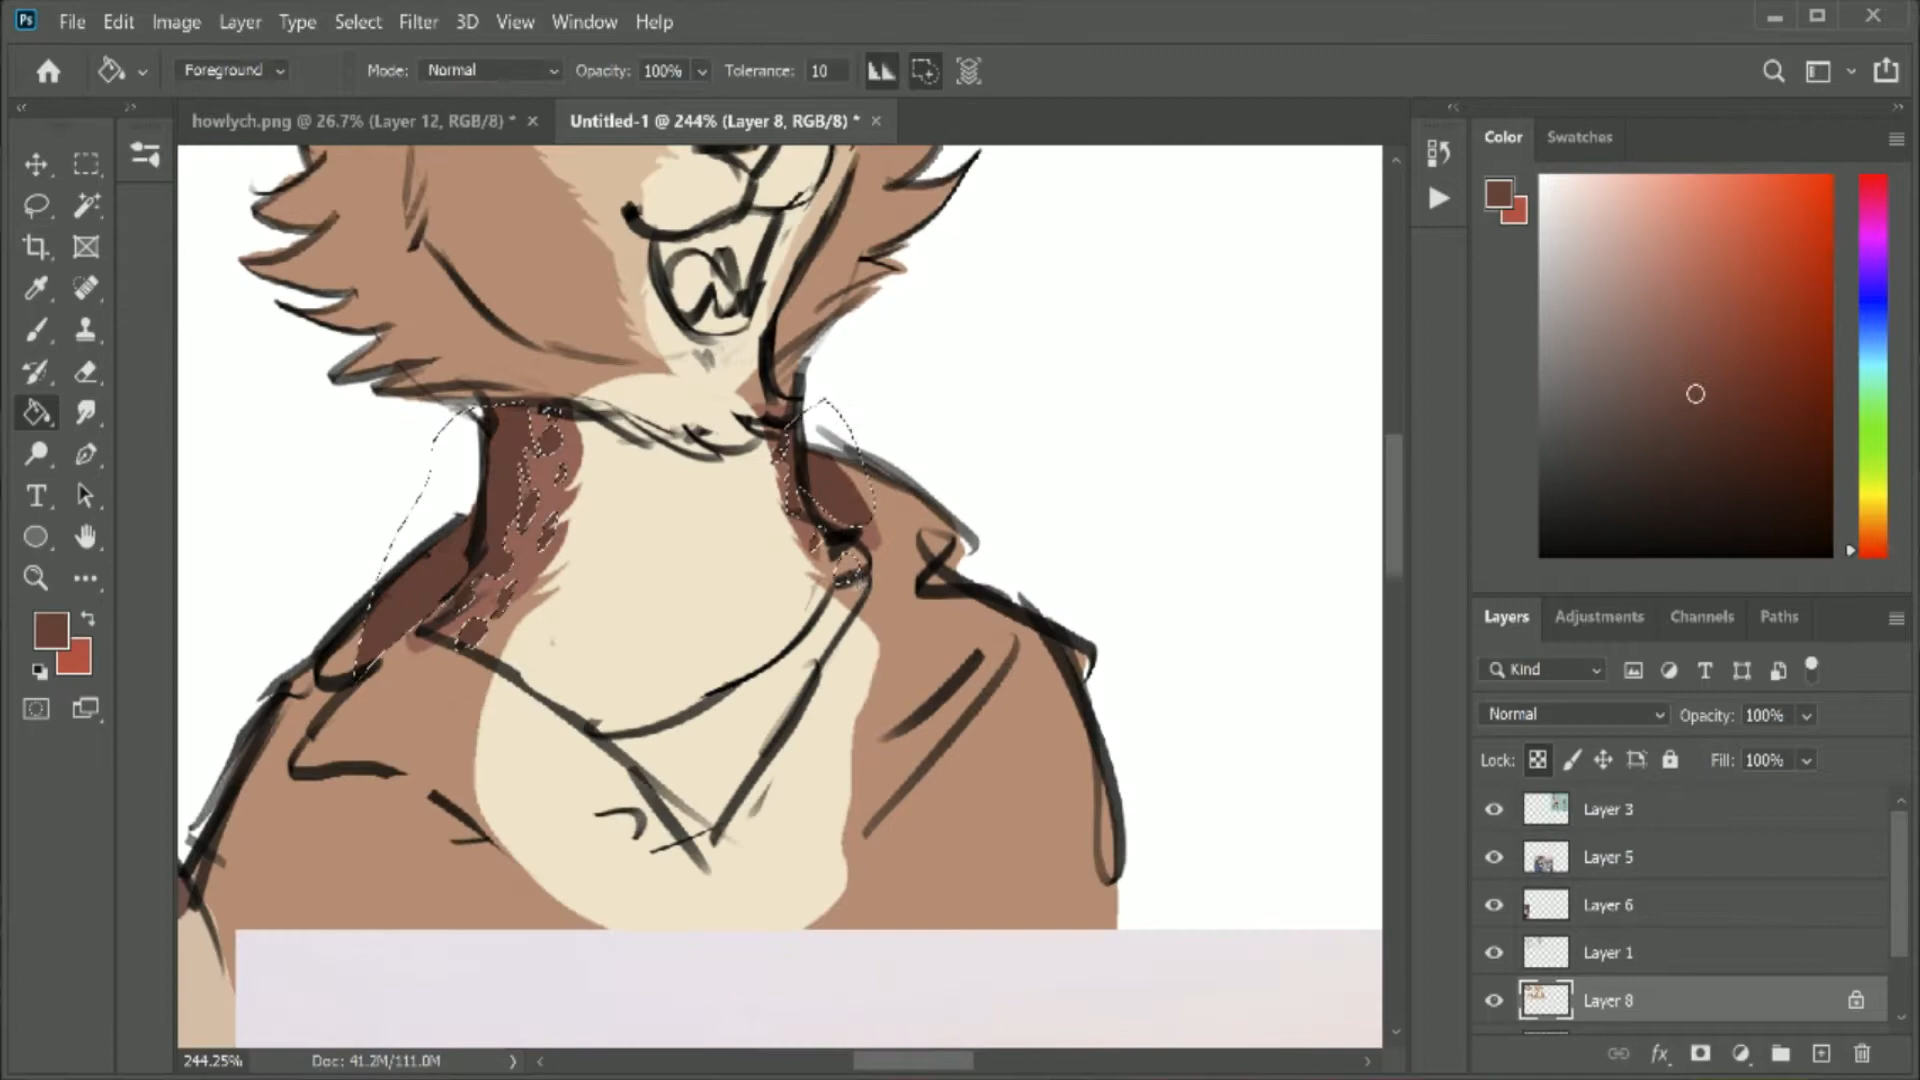 Ps File Edit Image Layer Type Select Filter 3D View Window Help
Foreground Mode: Normal Opacity: 100% Tolerance: 10
howlych.png @ 26.7% (Layer 12, RGB/8) * × Untitled-1 @ 244% (Layer 8, RGB/8) * ×
Color Swatches
Layers Adjustments Channels Paths
Kind
Normal Opacity: 100%
Lock: Fill: 100%
Layer 3
Layer 5
Layer 6
Layer 1
Layer 8
244.25% Doc: 41.2M/111.0M